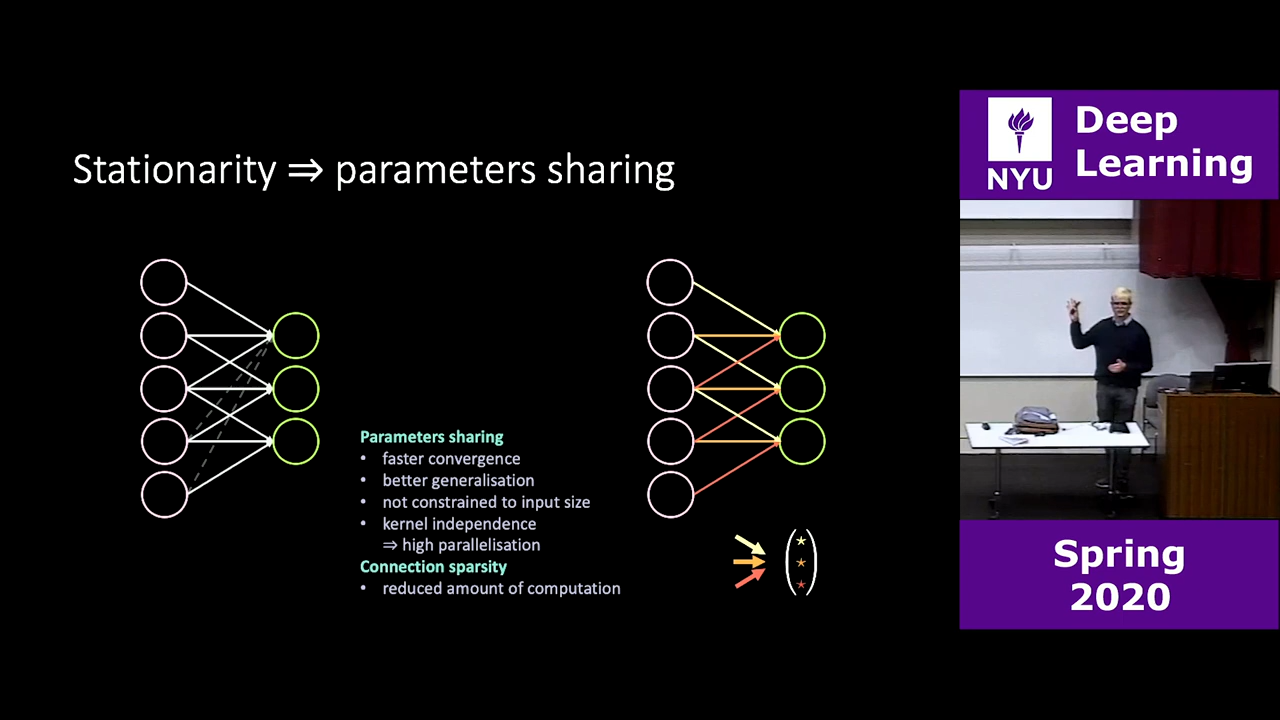 Stationarity ⇒ parameters sharing
Parameters sharing
• faster convergence
• better generalisation
• not constrained to input size
• kernel independence
⇒ high parallelisation
Connection sparsity
• reduced amount of computation
NYU
Deep
Learning
Spring
2020